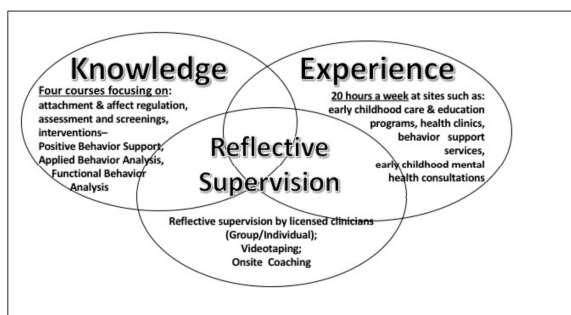 Knowledge
Four courses focusing on:
attachment & affect regulation,
assessment and screenings,
interventions–
Positive Behavior Support,
Applied Behavior Analysis,
Functional Behavior
Analysis
Experience
20 hours a week at sites such as:
early childhood care & education
programs, health clinics,
behavior support
services,
early childhood mental
health consultations
Reflective
Supervision
Reflective supervision by licensed clinicians
(Group/Individual);
Videotaping;
Onsite Coaching